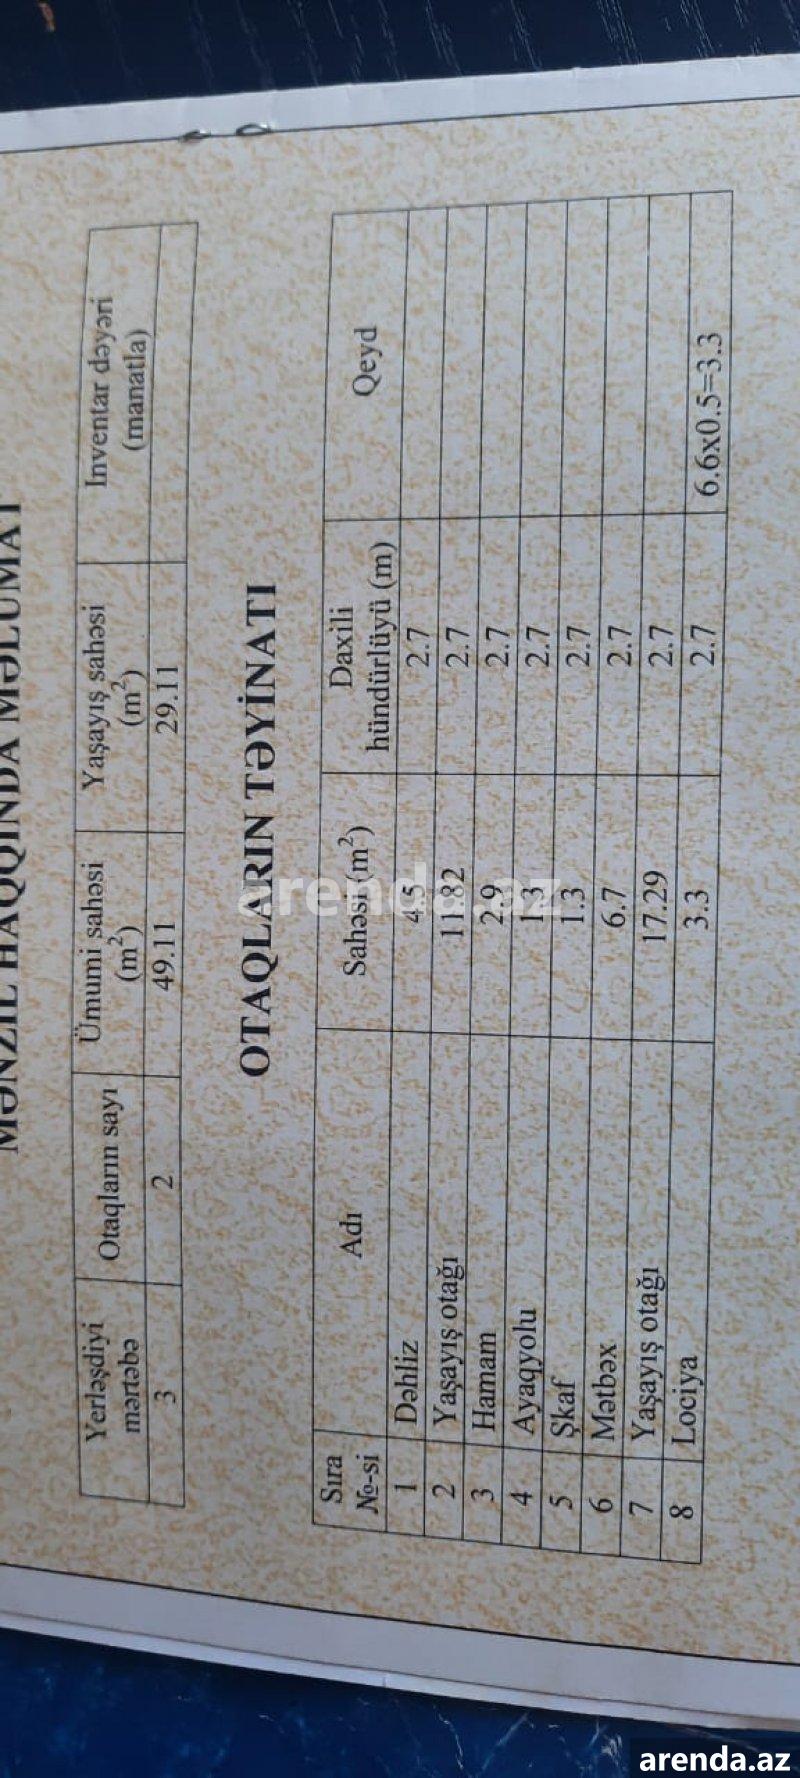 MƏNZİL HAQQINDA MƏLUMAT
Yerləşdiyi mərtəbə Otaqların sayı Ümumi sahəsi (m²) Yaşayış sahəsi (m²) Inventar dəyəri (manatla)
3 2 49.11 29.11
OTAQLARIN TƏYİNATI
Sıra №-si Adı Sahəsi (m²) Daxili hündürlüyü (m) Qeyd
1 Dəhliz 4.5 2.7
2 Yaşayış otağı 11.82 2.7
3 Hamam 2.9 2.7
4 Ayaqyolu 1.3 2.7
5 Şkaf 1.3 2.7
6 Mətbəx 6.7 2.7
7 Yaşayış otağı 17.29 2.7
8 Lociya 3.3 2.7 6.6x0.5=3.3
arenda.az
arenda.az